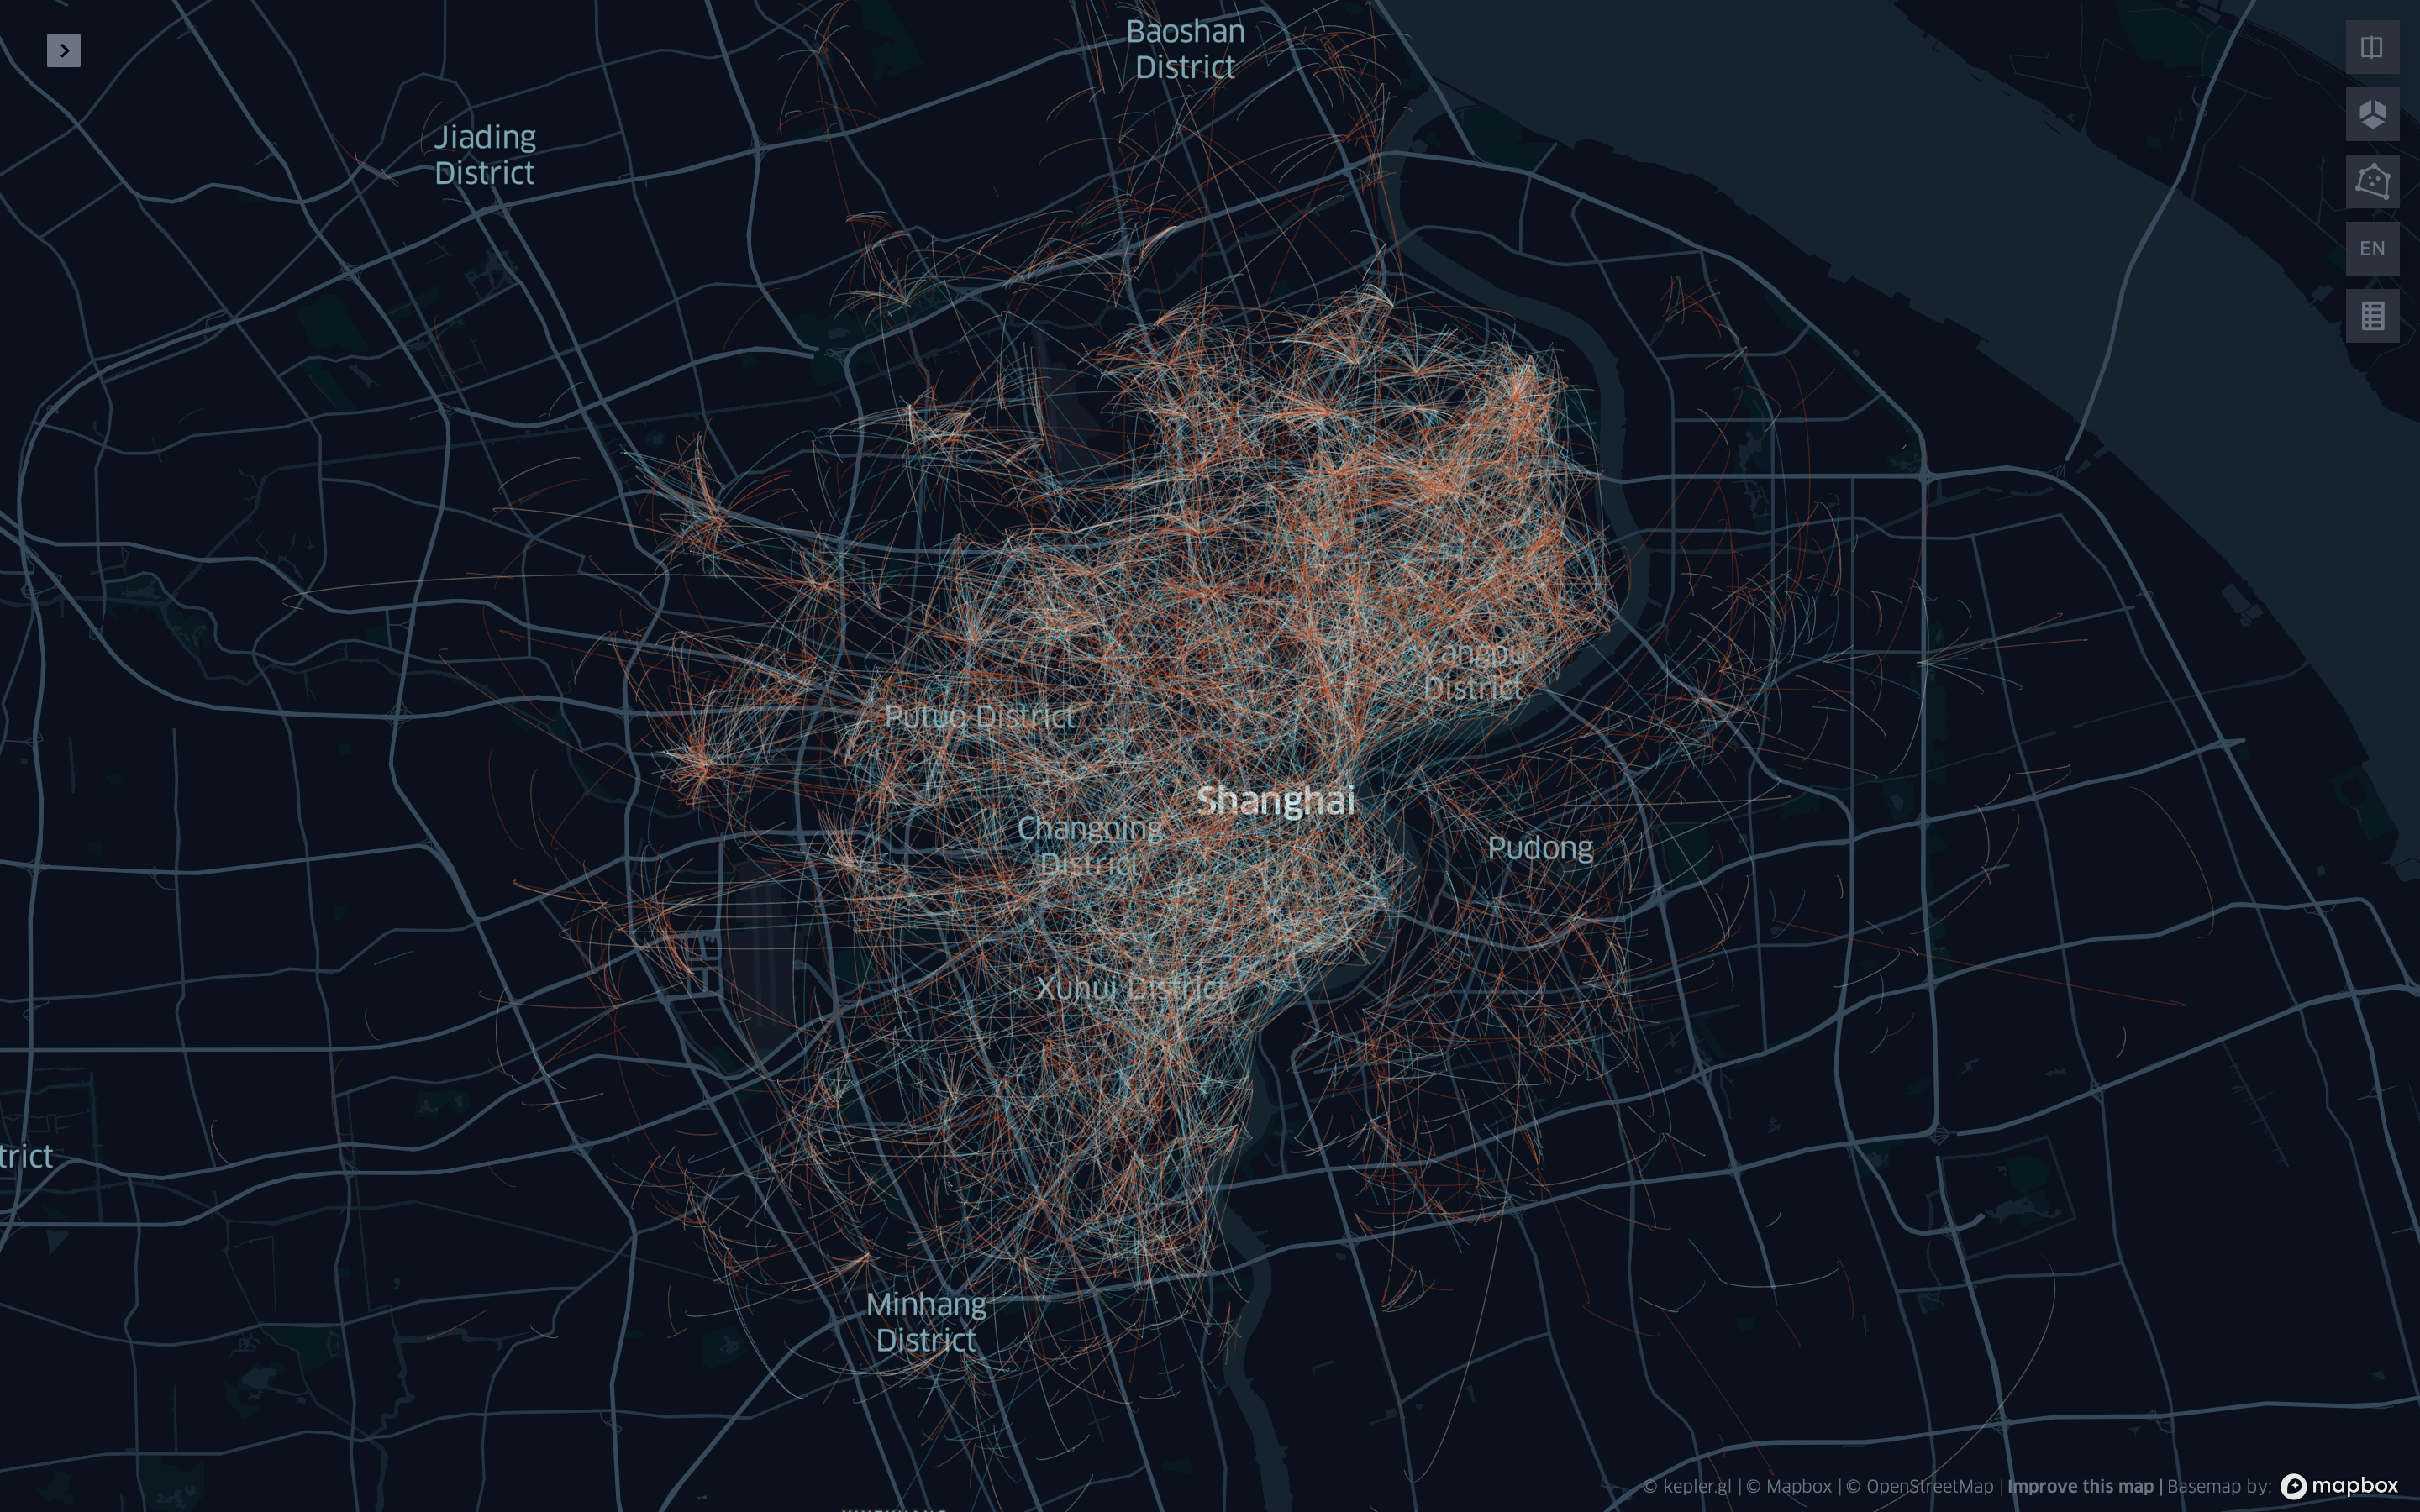 Baoshan
District
Jiading
District
EN
Yangpu
District
Putuo District
Shanghai
Changning
District
Pudong
Xuhui District
trict
Minhang
District
© kepler.gl | © Mapbox | © OpenStreetMap | Improve this map | Basemap by: mapbox